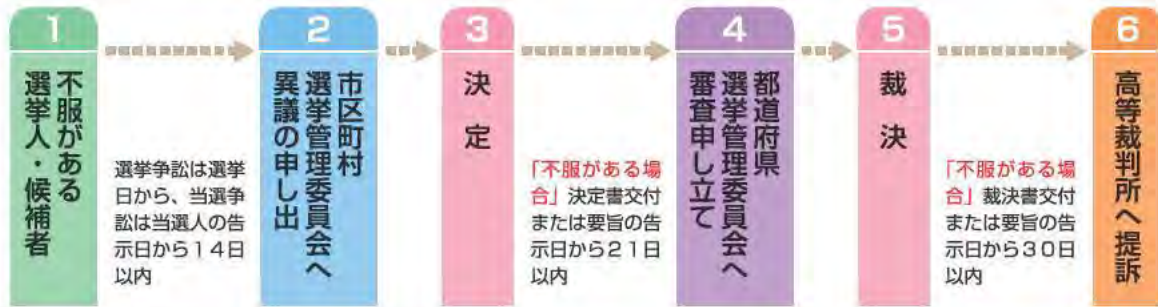 1
不服がある
選挙人・候補者
選挙争訟は選挙
日から、当選争
訟は当選人の告
示日から14日
以内
2
市区町村
選挙管理委員会へ
異議の申し出
3
決定
「不服がある場
合」決定書交付
または要旨の告
示日から21日
以内
4
都道府県
選挙管理委員会へ
審査申し立て
5
裁決
「不服がある場
合」裁決書交付
または要旨の告
示日から30日
以内
6
高等裁判所へ提訴